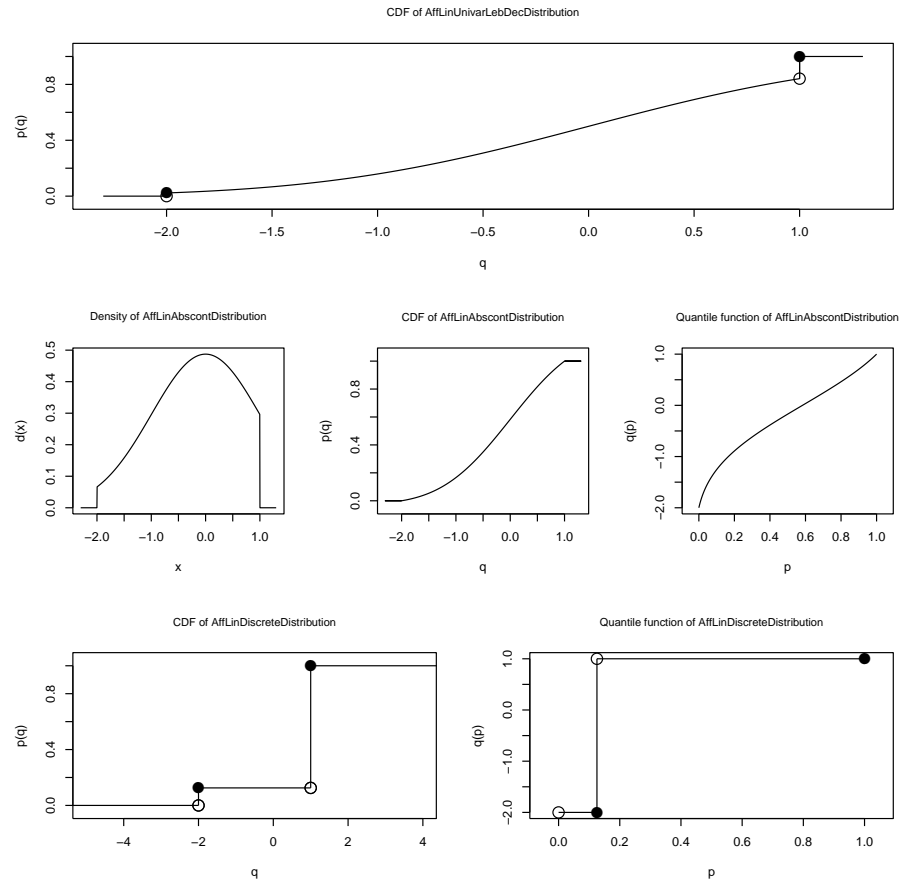 CDF of AffLinUnivarLebDecDistribution
p(q)
0.8
0.4
0.0
−2.0 −1.5 −1.0 −0.5 0.0 0.5 1.0
q
Density of AffLinAbscontDistribution
d(x)
0.5
0.4
0.3
0.2
0.1
0.0
−2.0 −1.0 0.0 1.0
x
CDF of AffLinAbscontDistribution
p(q)
0.8
0.4
0.0
−2.0 −1.0 0.0 1.0
q
Quantile function of AffLinAbscontDistribution
q(p)
1.0
0.0
−1.0
−2.0
0.0 0.2 0.4 0.6 0.8 1.0
p
CDF of AffLinDiscreteDistribution
p(q)
0.8
0.4
0.0
−4 −2 0 2 4
q
Quantile function of AffLinDiscreteDistribution
q(p)
1.0
0.0
−1.0
−2.0
0.0 0.2 0.4 0.6 0.8 1.0
p